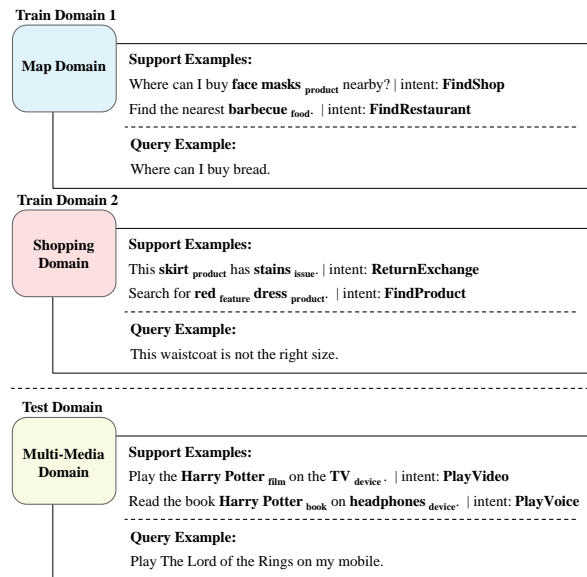 Train Domain 1
Map Domain
Support Examples:
Where can I buy face masks product nearby? | intent: FindShop
Find the nearest barbecue food. | intent: FindRestaurant
Query Example:
Where can I buy bread.
Train Domain 2
Shopping
Domain
Support Examples:
This skirt product has stains issue. | intent: ReturnExchange
Search for red feature dress product. | intent: FindProduct
Query Example:
This waistcoat is not the right size.
Test Domain
Multi-Media
Domain
Support Examples:
Play the Harry Potter film on the TV device . | intent: PlayVideo
Read the book Harry Potter book on headphones device. | intent: PlayVoice
Query Example:
Play The Lord of the Rings on my mobile.